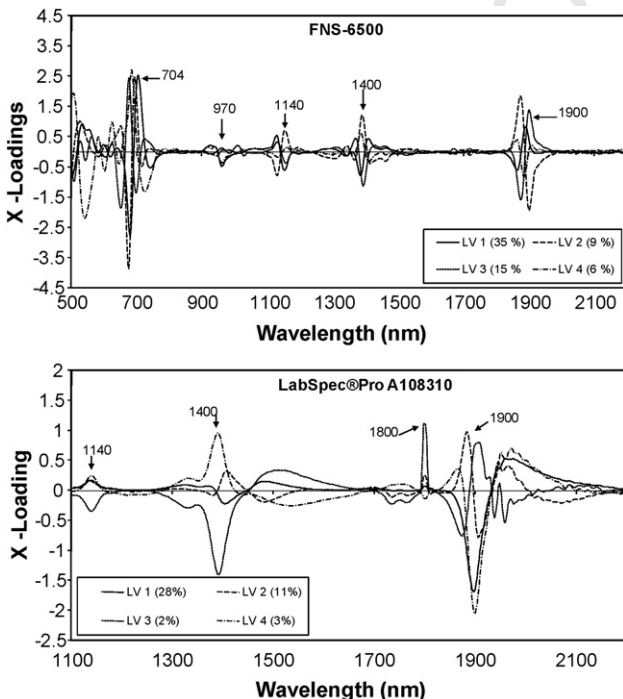 FNS-6500
4.5
3.5
2.5
1.5
0.5
-0.5
-1.5
-2.5
-3.5
-4.5
X -Loadings
704
970
1140
1400
1900
LV 1 (35 %) LV 2 (9 %)
LV 3 (15 % LV 4 (6 %)
500 700 900 1100 1300 1500 1700 1900 2100
Wavelength (nm)
LabSpec®Pro A108310
2
1.5
1
0.5
0
-0.5
-1
-1.5
-2
-2.5
X -Loading
1140
1400
1800
1900
LV 1 (28%) LV 2 (11%)
LV 3 (2%) LV 4 (3%)
1100 1300 1500 1700 1900 2100
Wavelength (nm)